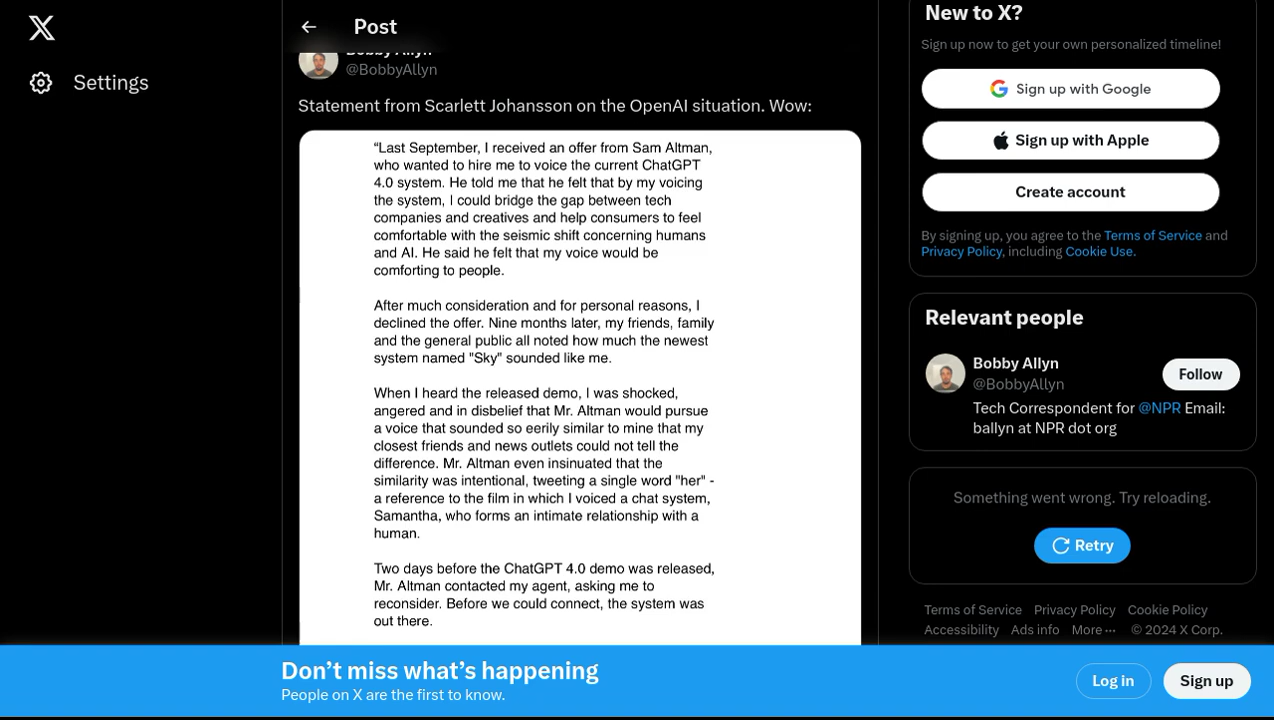 Settings
Post
Bobby Allyn
@BobbyAllyn
Statement from Scarlett Johansson on the OpenAI situation. Wow:
“Last September, I received an offer from Sam Altman,
who wanted to hire me to voice the current ChatGPT
4.0 system. He told me that he felt that by my voicing
the system, I could bridge the gap between tech
companies and creatives and help consumers to feel
comfortable with the seismic shift concerning humans
and AI. He said he felt that my voice would be
comforting to people.
After much consideration and for personal reasons, I
declined the offer. Nine months later, my friends, family
and the general public all noted how much the newest
system named "Sky" sounded like me.
When I heard the released demo, I was shocked,
angered and in disbelief that Mr. Altman would pursue
a voice that sounded so eerily similar to mine that my
closest friends and news outlets could not tell the
difference. Mr. Altman even insinuated that the
similarity was intentional, tweeting a single word "her" -
a reference to the film in which I voiced a chat system,
Samantha, who forms an intimate relationship with a
human.
Two days before the ChatGPT 4.0 demo was released,
Mr. Altman contacted my agent, asking me to
reconsider. Before we could connect, the system was
out there.
New to X?
Sign up now to get your own personalized timeline!
Sign up with Google
Sign up with Apple
Create account
By signing up, you agree to the Terms of Service and
Privacy Policy, including Cookie Use.
Relevant people
Bobby Allyn
@BobbyAllyn
Follow
Tech Correspondent for @NPR Email:
ballyn at NPR dot org
Something went wrong. Try reloading.
Retry
Terms of Service Privacy Policy Cookie Policy
Accessibility Ads info More ··· © 2024 X Corp.
Don’t miss what’s happening
People on X are the first to know.
Log in
Sign up